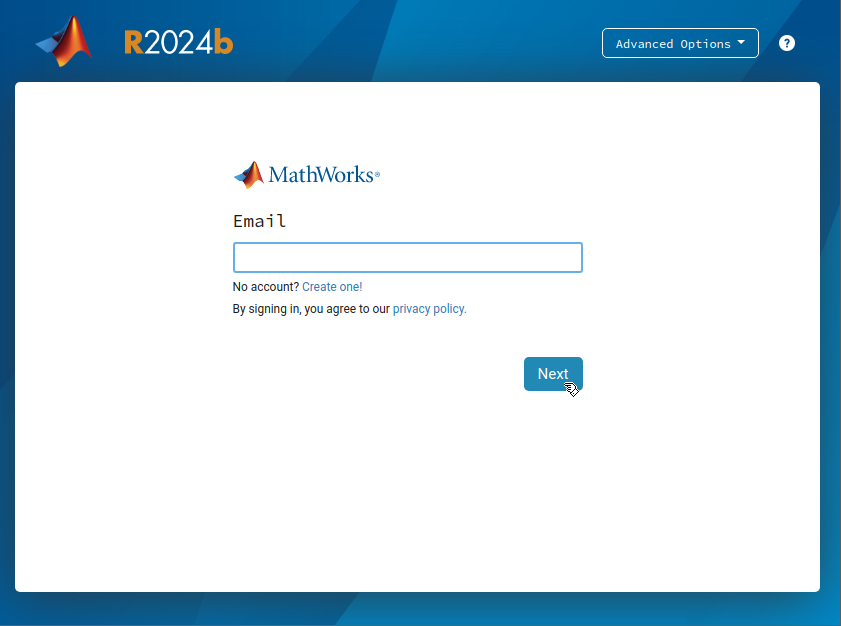 R2024b
Advanced Options
?
MathWorks®
Email
No account? Create one!
By signing in, you agree to our privacy policy.
Next